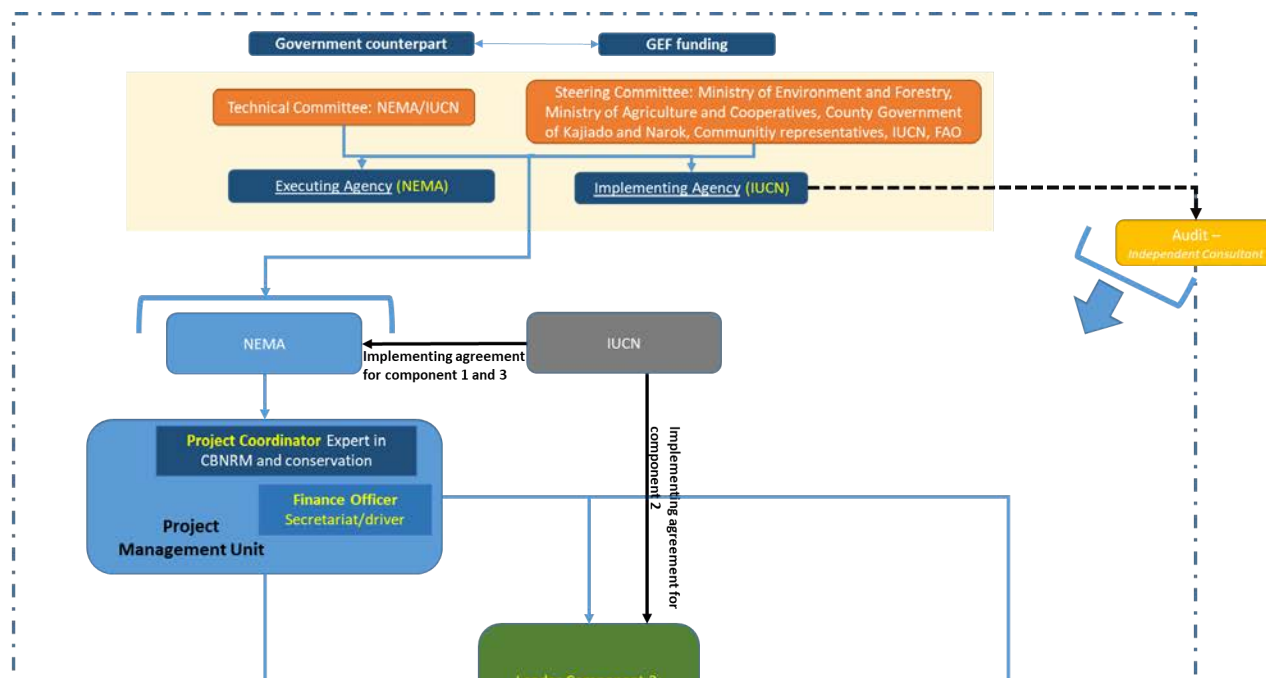 Government counterpart
GEF funding
Technical Committee: NEMA/IUCN
Steering Committee: Ministry of Environment and Forestry,
Ministry of Agriculture and Cooperatives, County Government
of Kajiado and Narok, Communitiy representatives, IUCN, FAO
Executing Agency (NEMA)
Implementing Agency (IUCN)
Audit –
Independent Consultant
NEMA
IUCN
Implementing agreement
for component 1 and 3
Implementing agreement for
component 2
Project Coordinator Expert in
CBNRM and conservation
Finance Officer
Secretariat/driver
Project
Management Unit